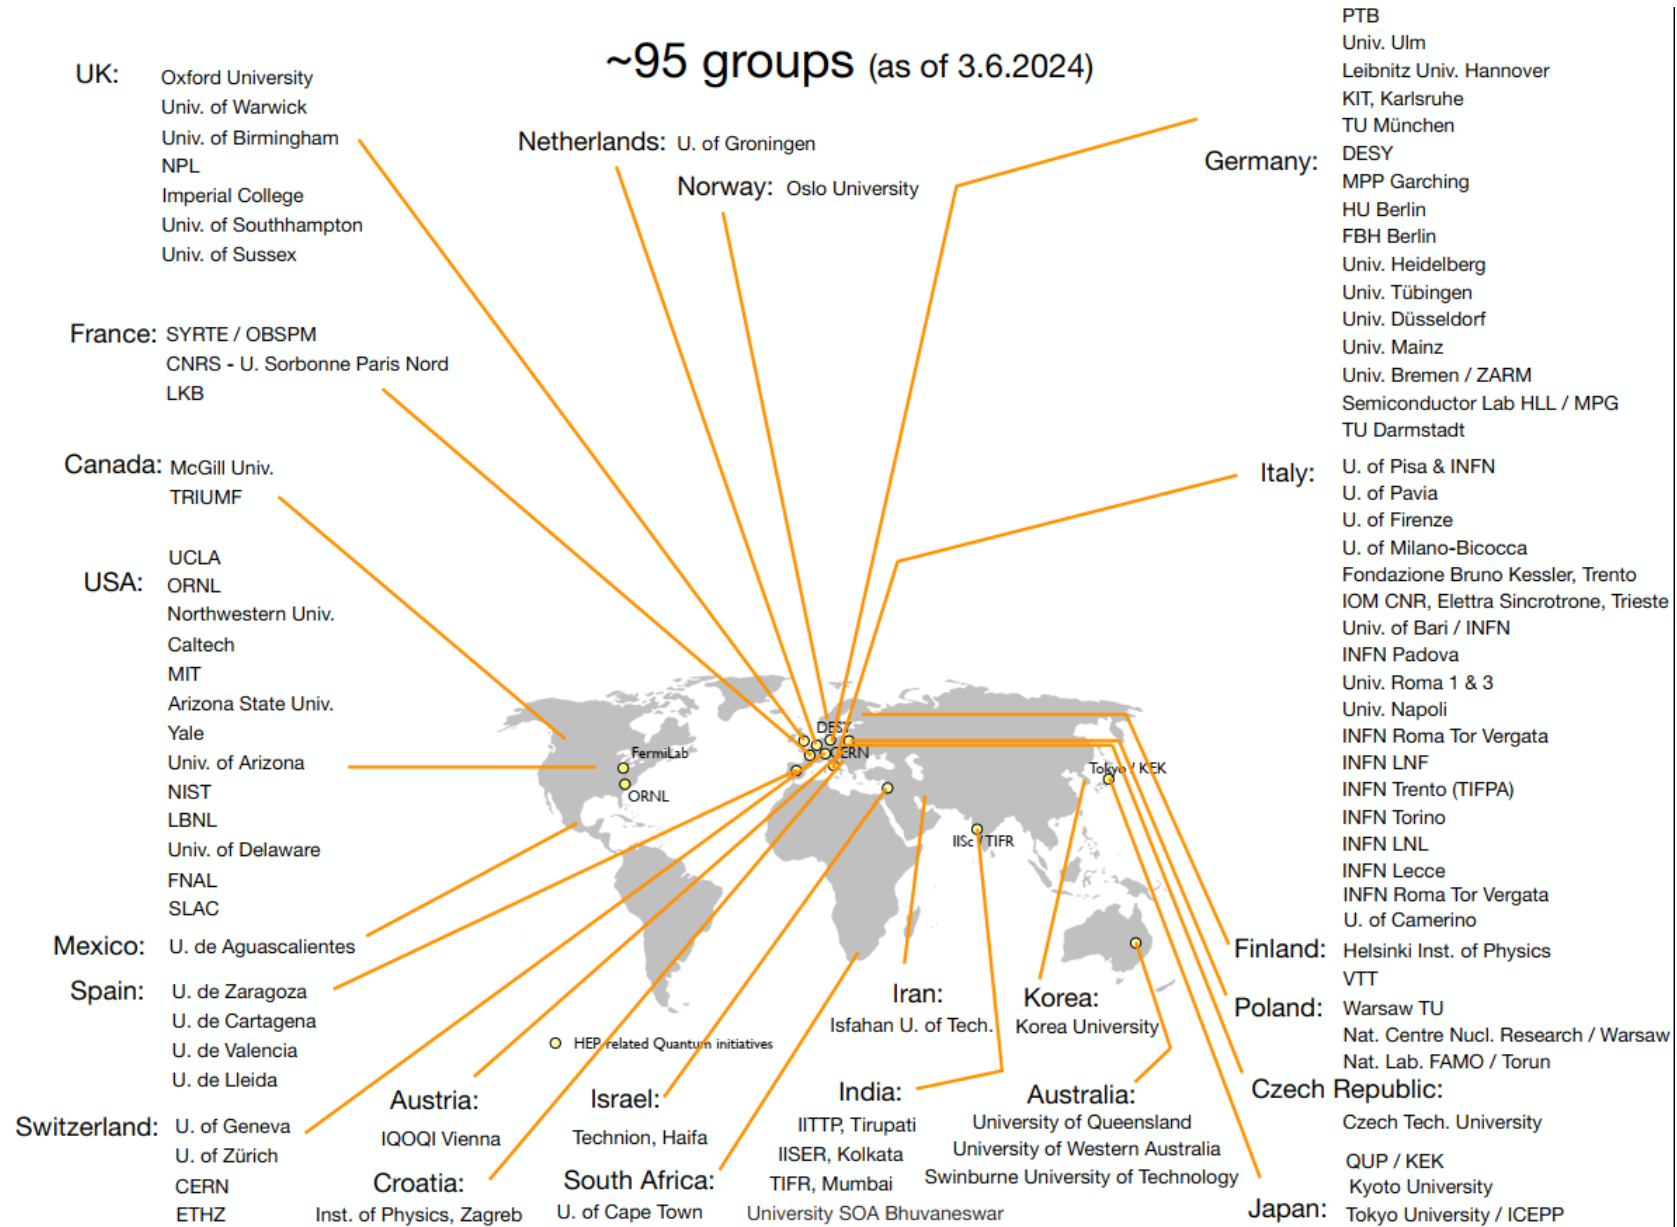 ~95 groups (as of 3.6.2024)
UK:
Oxford University
Univ. of Warwick
Univ. of Birmingham
NPL
Imperial College
Univ. of Southhampton
Univ. of Sussex
Netherlands: U. of Groningen
Norway: Oslo University
Germany:
PTB
Univ. Ulm
Leibnitz Univ. Hannover
KIT, Karlsruhe
TU München
DESY
MPP Garching
HU Berlin
FBH Berlin
Univ. Heidelberg
Univ. Tübingen
Univ. Düsseldorf
Univ. Mainz
Univ. Bremen / ZARM
Semiconductor Lab HLL / MPG
TU Darmstadt
France: SYRTE / OBSPM
CNRS - U. Sorbonne Paris Nord
LKB
Canada: McGill Univ.
TRIUMF
Italy:
U. of Pisa & INFN
U. of Pavia
U. of Firenze
U. of Milano-Bicocca
Fondazione Bruno Kessler, Trento
IOM CNR, Elettra Sincrotrone, Trieste
Univ. of Bari / INFN
INFN Padova
Univ. Roma 1 & 3
Univ. Napoli
INFN Roma Tor Vergata
INFN LNF
INFN Trento (TIFPA)
INFN Torino
INFN LNL
INFN Lecce
INFN Roma Tor Vergata
U. of Camerino
USA:
UCLA
ORNL
Northwestern Univ.
Caltech
MIT
Arizona State Univ.
Yale
Univ. of Arizona
NIST
LBNL
Univ. of Delaware
FNAL
SLAC
DESY
CERN
FermiLab
ORNL
Tokyo / KEK
IISc / TIFR
HEP related Quantum initiatives
Mexico: U. de Aguascalientes
Spain: U. de Zaragoza
U. de Cartagena
U. de Valencia
U. de Lleida
Switzerland: U. of Geneva
U. of Zürich
CERN
ETHZ
Austria:
IQOQI Vienna
Croatia:
Inst. of Physics, Zagreb
Israel:
Technion, Haifa
South Africa:
U. of Cape Town
Iran:
Isfahan U. of Tech.
Korea:
Korea University
India:
IITTP, Tirupati
IISER, Kolkata
TIFR, Mumbai
University SOA Bhuvaneswar
Australia:
University of Queensland
University of Western Australia
Swinburne University of Technology
Finland: Helsinki Inst. of Physics
VTT
Poland: Warsaw TU
Nat. Centre Nucl. Research / Warsaw
Nat. Lab. FAMO / Torun
Czech Republic:
Czech Tech. University
Japan:
QUP / KEK
Kyoto University
Tokyo University / ICEPP